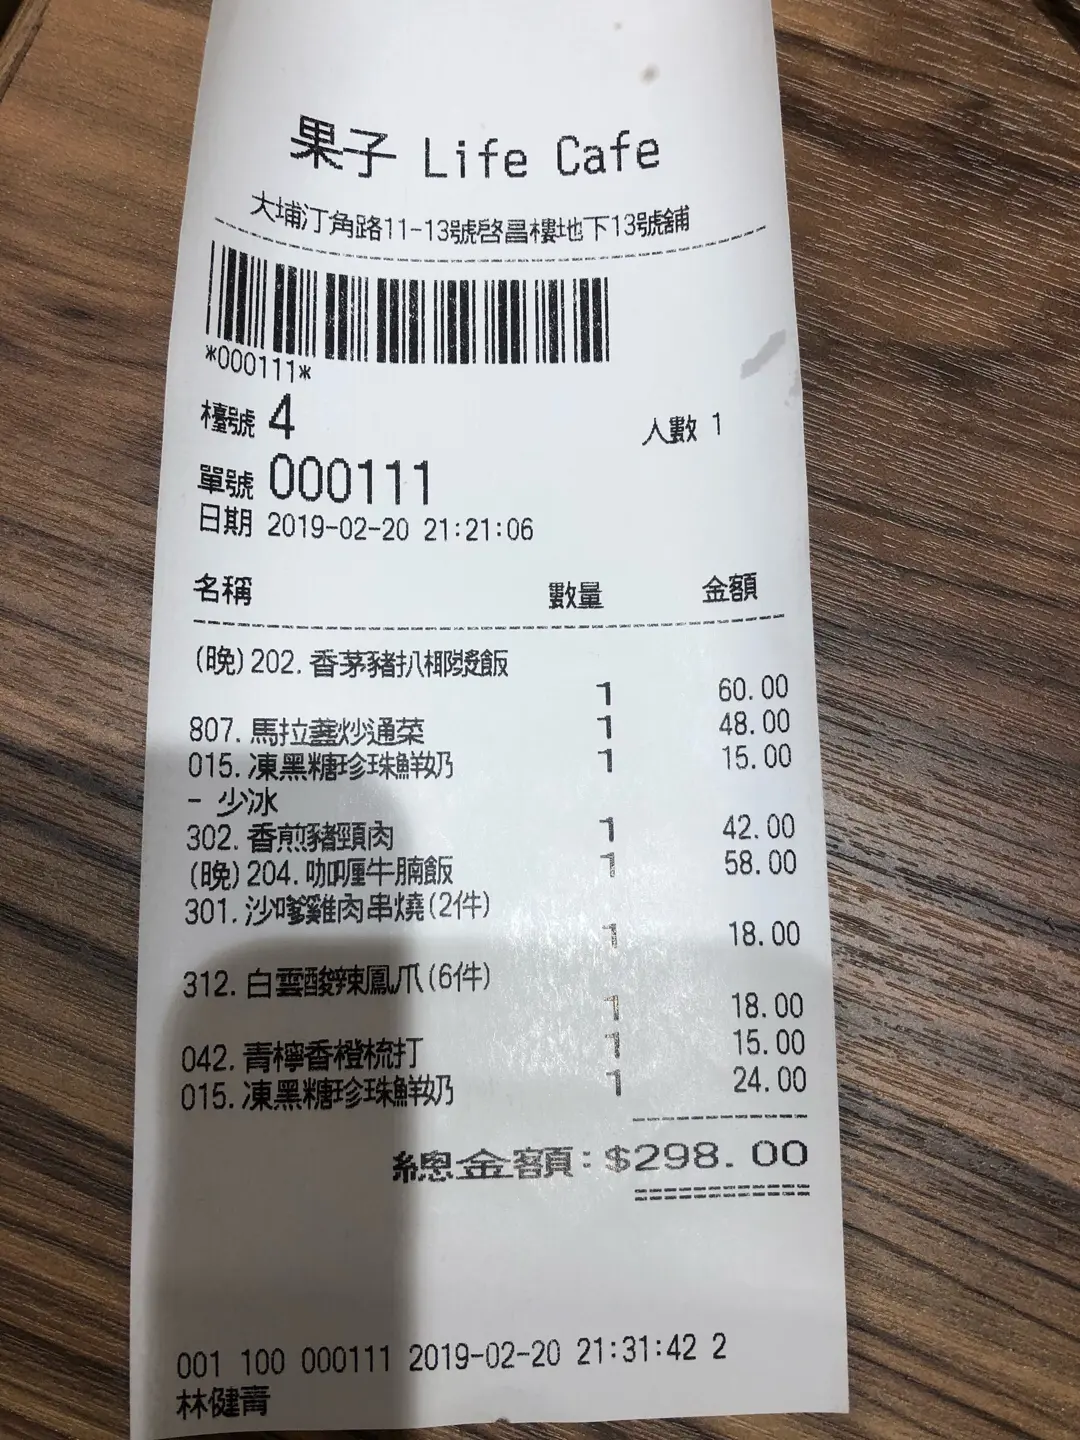 果子 Life Cafe
大埔汀角路11-13號啓昌樓地下13號舖
*000111*
檯號 4 人數 1
單號 000111
日期 2019-02-20 21:21:06
名稱 數量 金額
(晚)202. 香茅豬扒椰漿飯
1 60.00
807. 馬拉盞炒通菜 1 48.00
015. 凍黑糖珍珠鮮奶 1 15.00
- 少冰
302. 香煎豬頸肉 1 42.00
(晚)204. 咖喱牛腩飯 1 58.00
301. 沙嗲雞肉串燒(2件)
1 18.00
312. 白雲酸辣鳳爪(6件)
1 18.00
042. 青檸香橙梳打 1 15.00
015. 凍黑糖珍珠鮮奶 1 24.00
總金額:$298.00
001 100 000111 2019-02-20 21:31:42 2
林健青